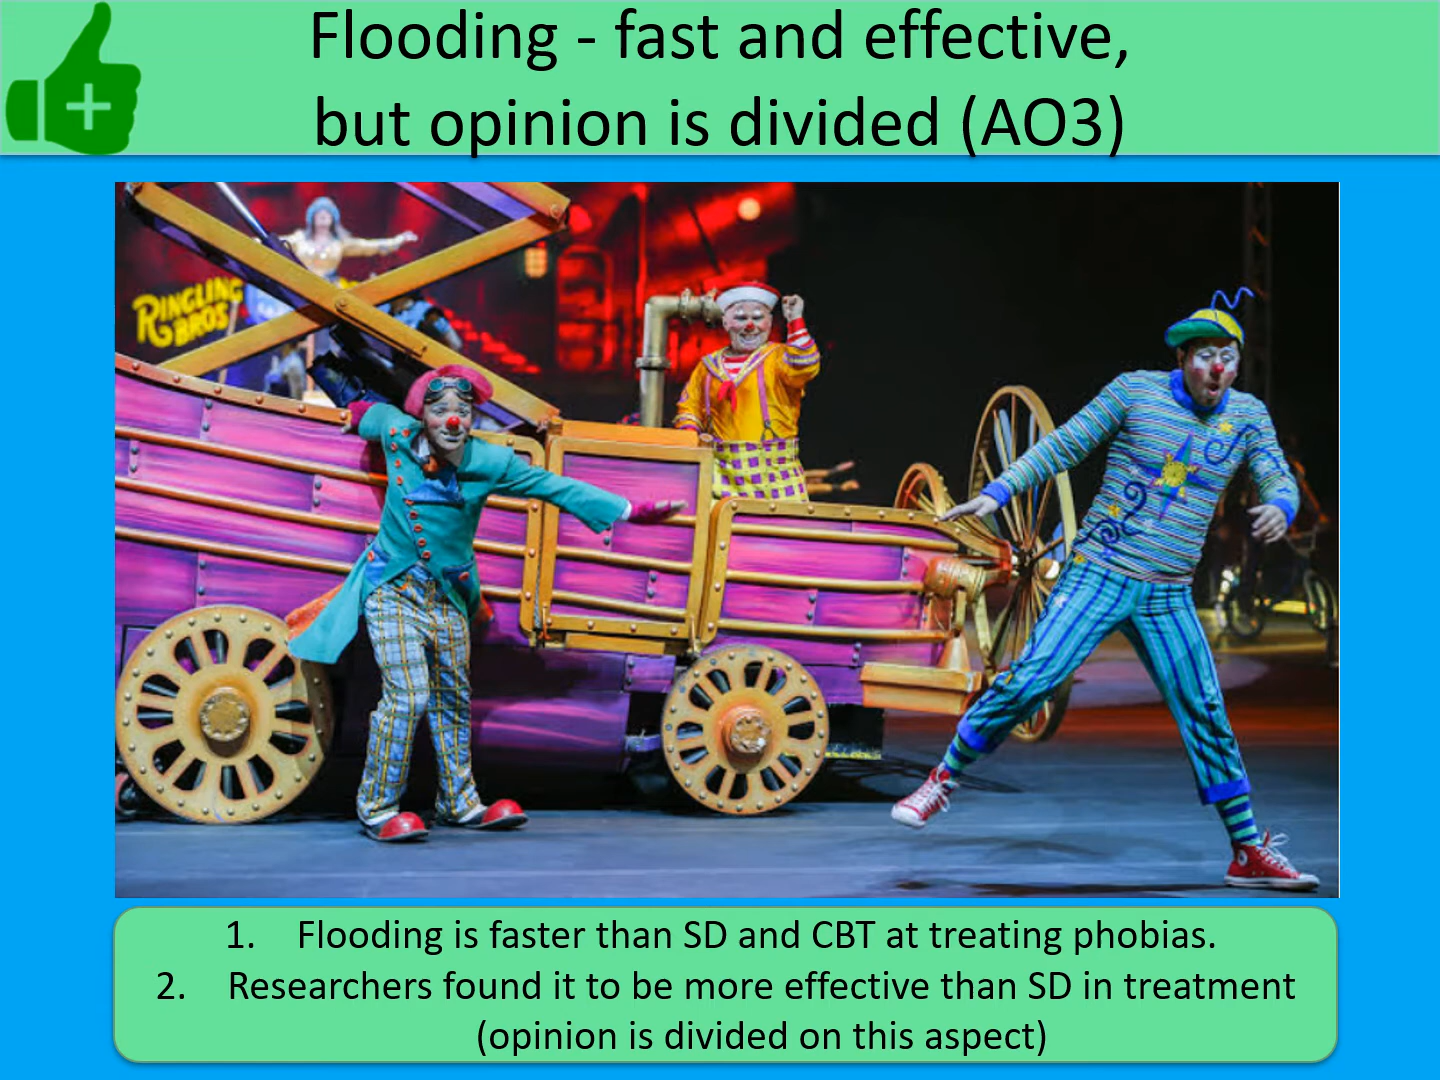 Flooding - fast and effective,
but opinion is divided (AO3)
RINGLING
BROS
1. Flooding is faster than SD and CBT at treating phobias.
2. Researchers found it to be more effective than SD in treatment
(opinion is divided on this aspect)